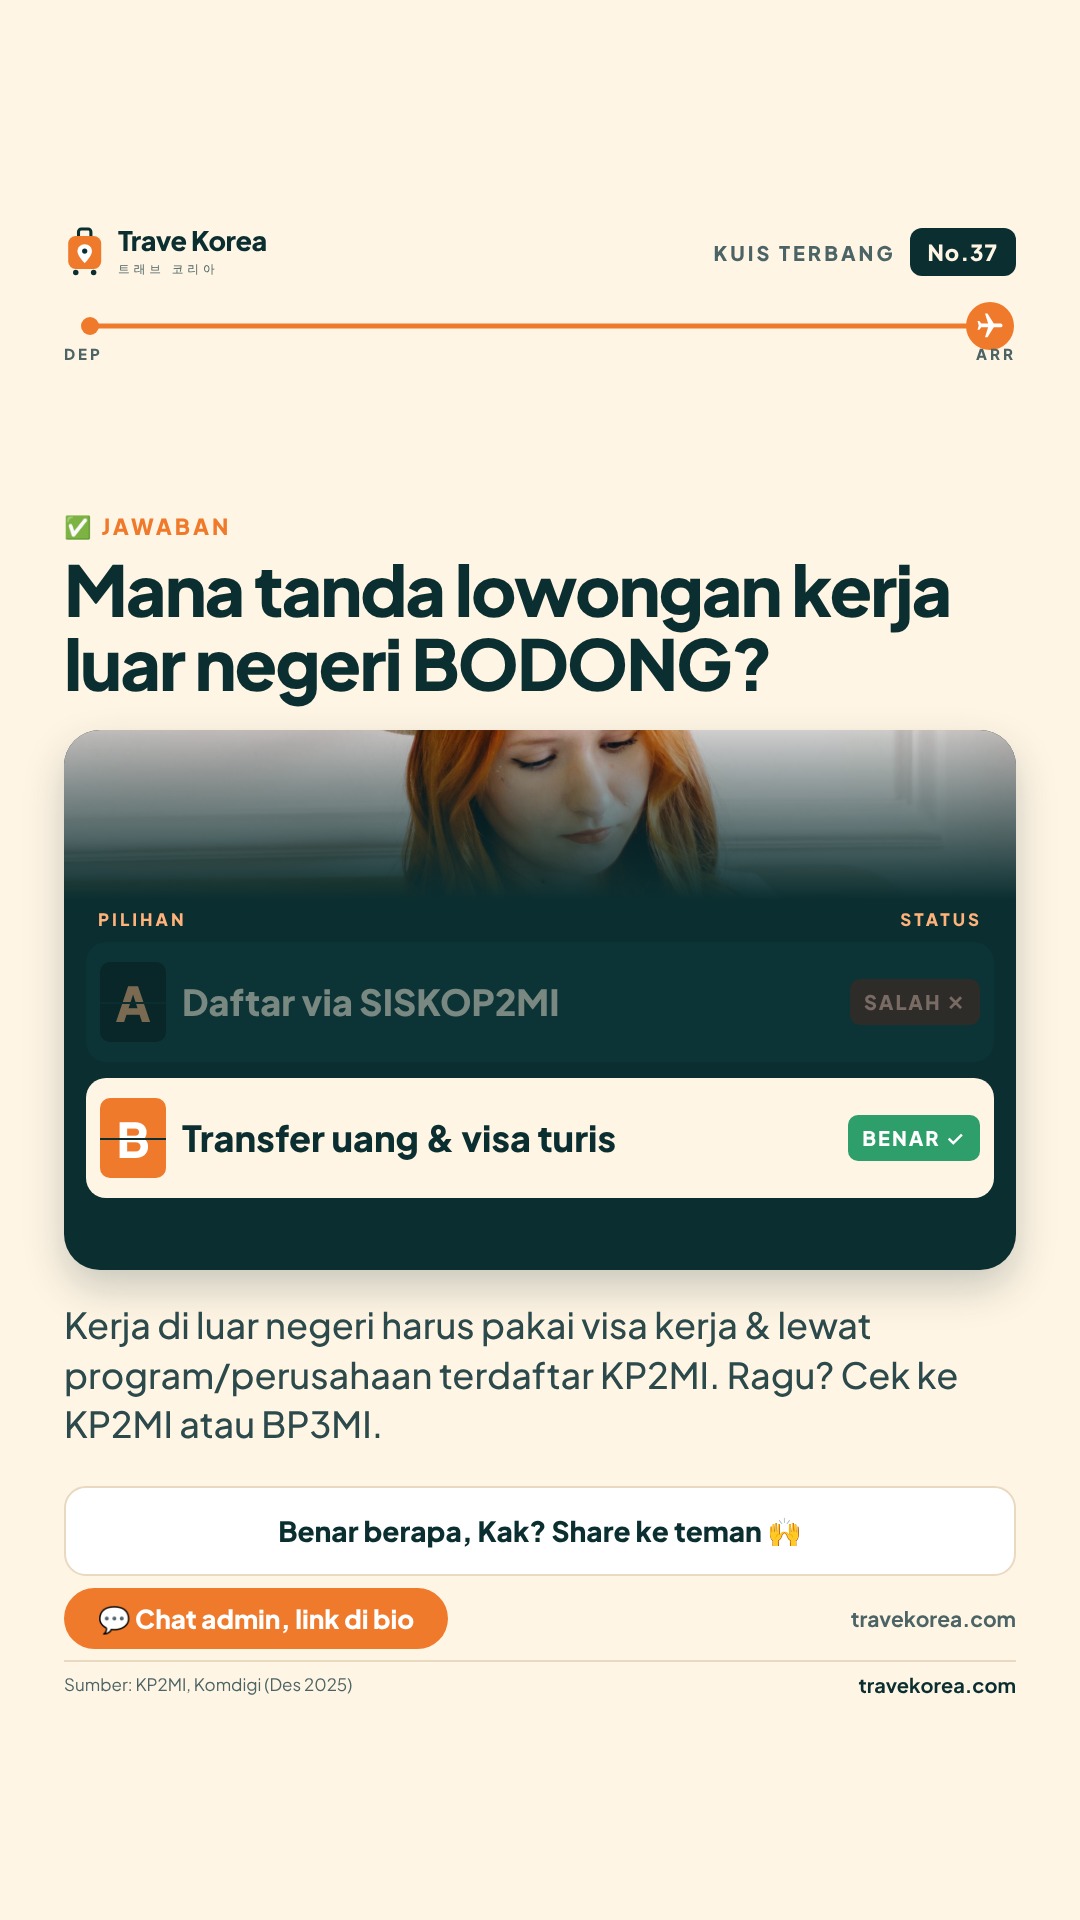 Trave Korea
트래브 코리아
KUIS TERBANG
No.37
DEP
ARR
✅ JAWABAN
Mana tanda lowongan kerja
luar negeri BODONG?
PILIHAN
STATUS
A
Daftar via SISKOP2MI
SALAH ✕
B
Transfer uang & visa turis
BENAR ✓
Kerja di luar negeri harus pakai visa kerja & lewat
program/perusahaan terdaftar KP2MI. Ragu? Cek ke
KP2MI atau BP3MI.
Benar berapa, Kak? Share ke teman 🙌
💬 Chat admin, link di bio
travekorea.com
Sumber: KP2MI, Komdigi (Des 2025)
travekorea.com